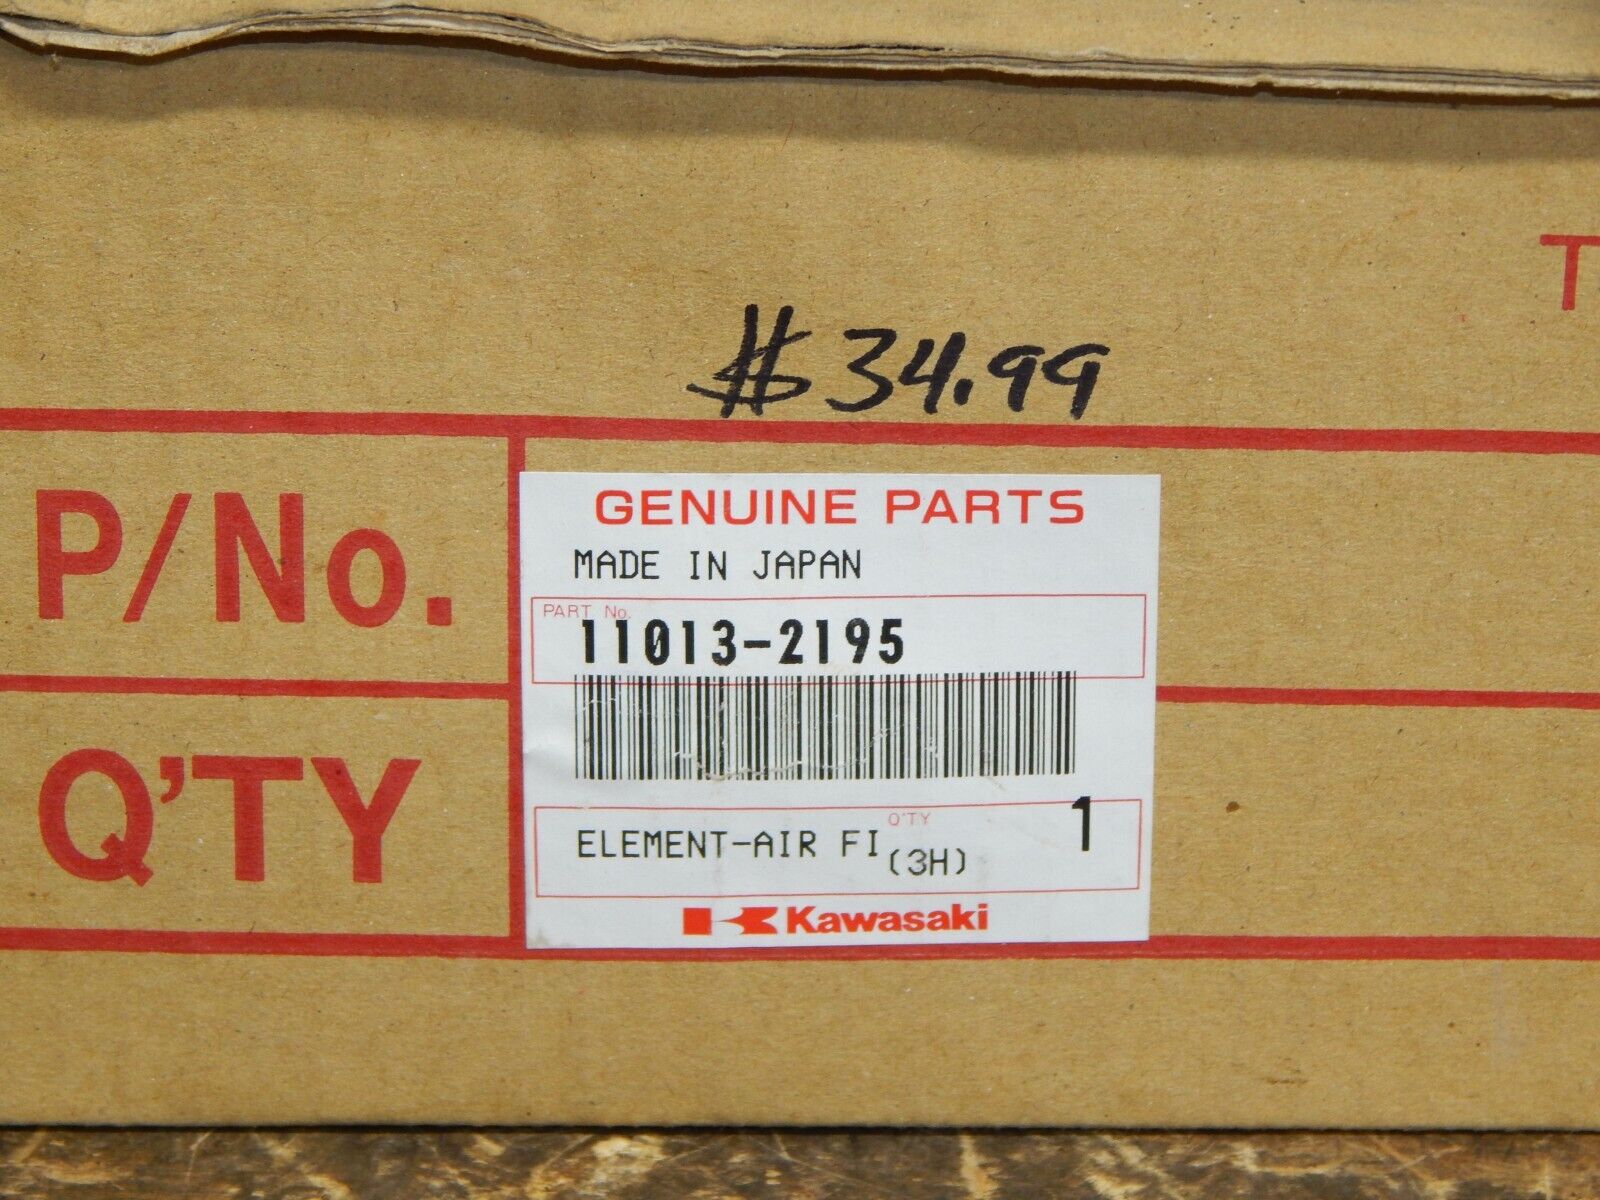 T
$34.99
P/No.
GENUINE PARTS
MADE IN JAPAN
PART No.
11013-2195
Q'TY
Q'TY
ELEMENT-AIR FI (3H) 1
Kawasaki